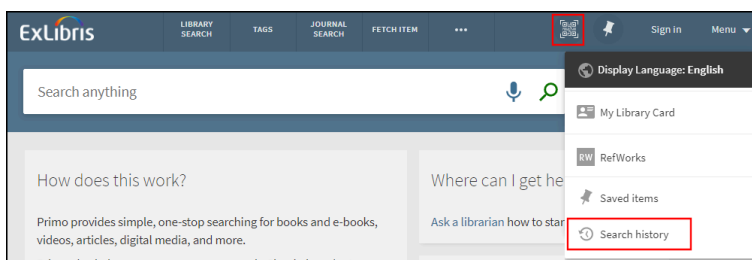 ExLibris
LIBRARY
SEARCH
TAGS
JOURNAL
SEARCH
FETCH ITEM
•••
Sign in
Menu
Search anything
Display Language: English
My Library Card
RW RefWorks
Saved items
Search history
How does this work?
Primo provides simple, one-stop searching for books and e-books,
videos, articles, digital media, and more.
Where can I get he
Ask a librarian how to star